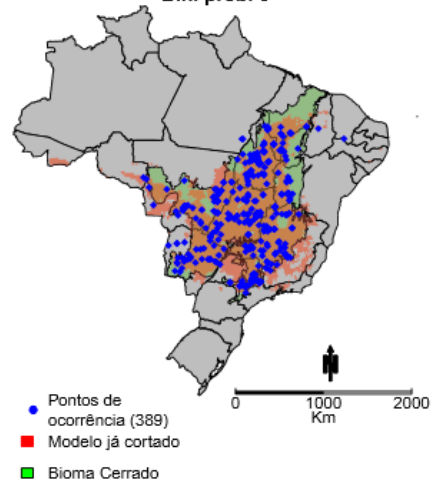 0 1000 2000
Km
Pontos de
ocorrência (389)
Modelo já cortado
Bioma Cerrado